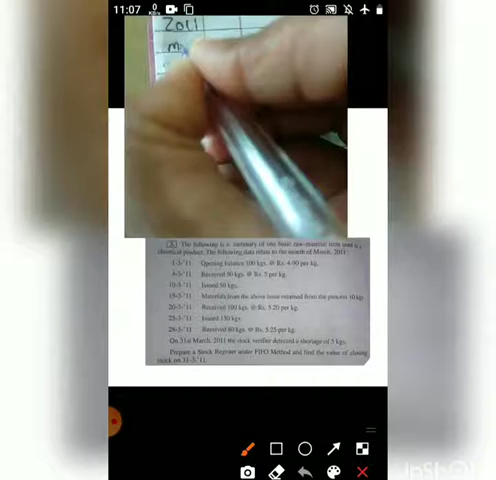 11:07 0 KB/s
2011
m
5. The following is a summary of one basic raw-material item used in a
chemical product. The following data relate to the month of March, 2011
1-3-'11 Opening balance 100 kgs. @ Rs. 4.90 per kg.
Received 50 kgs. @ Rs. 5 per kg.
10-3-'11 Issued 50 kgs.
Materials from the above issue returned from the process 10 kgs
20-3-'11 Received 100 kgs. @ Rs. 5.20 per kg.
25-3-'11 Issued 150 kgs.
28-3-'11 Received 80 kgs. @ Rs. 5.25 per kg.
On 31st March, 2011 the stock verifier detected a shortage of 5 kgs.
Prepare a Stock Register under FIFO Method and find the value of closing
stock on 31-3-'11.